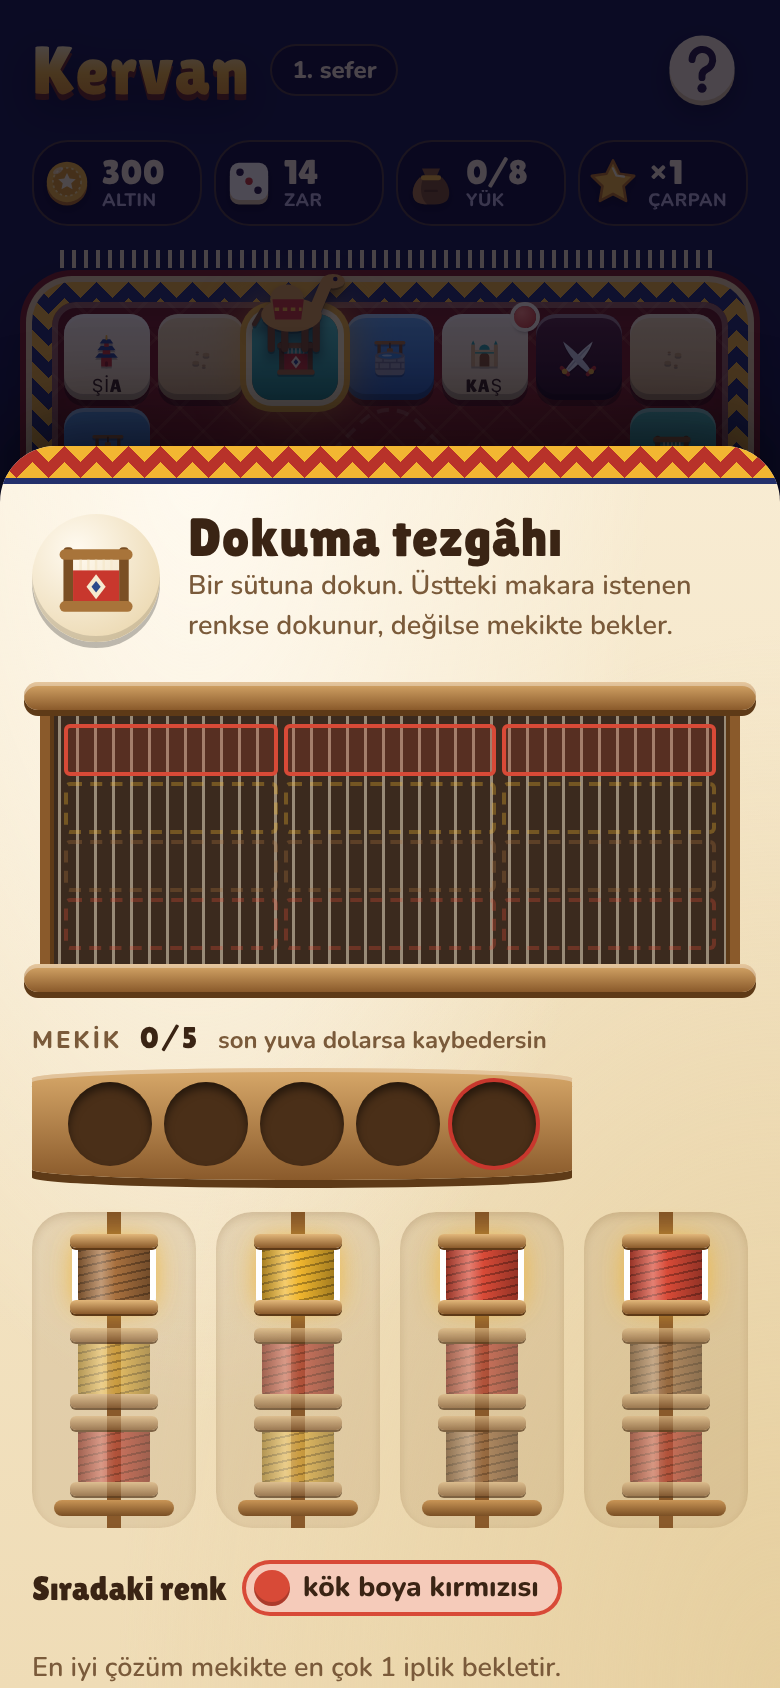 Kervan
1. sefer
?
300
ALTIN
14
ZAR
0/8
YÜK
×1
ÇARPAN
ŞİA
KAŞ
Dokuma tezgâhı
Bir sütuna dokun. Üstteki makara istenen
renkse dokunur, değilse mekikte bekler.
MEKİK 0/5 son yuva dolarsa kaybedersin
Sıradaki renk kök boya kırmızısı
En iyi çözüm mekikte en çok 1 iplik bekletir.